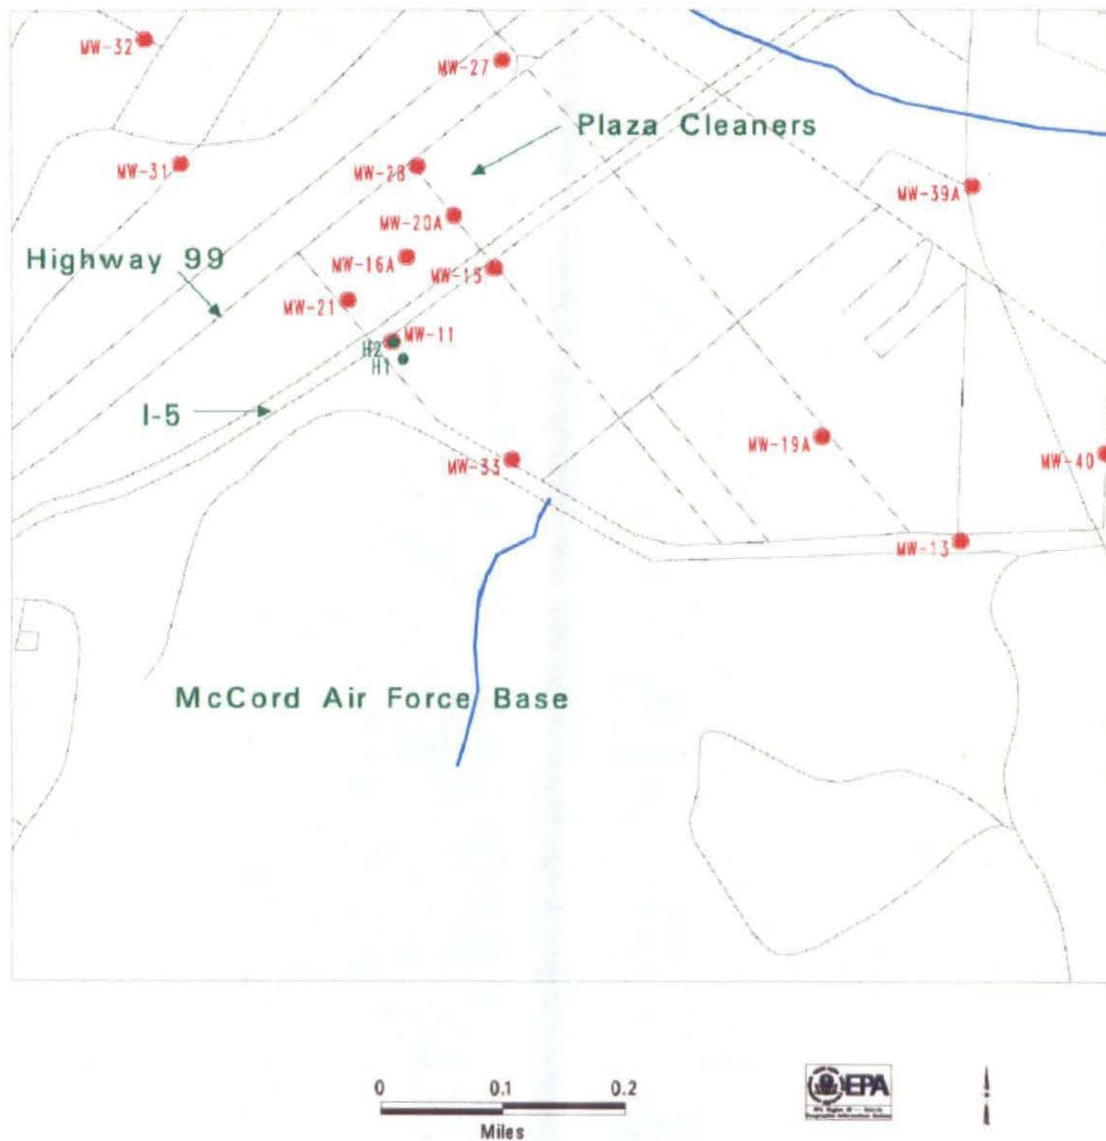 MW-32
MW-27
Plaza Cleaners
MW-31
MW-28
MW-39A
MW-20A
Highway 99
MW-16A
MW-15
MW-21
MW-11
H2
H1
I-5
MW-19A
MW-33
MW-40
MW-13
McCord Air Force Base
0 0.1 0.2
Miles
EPA